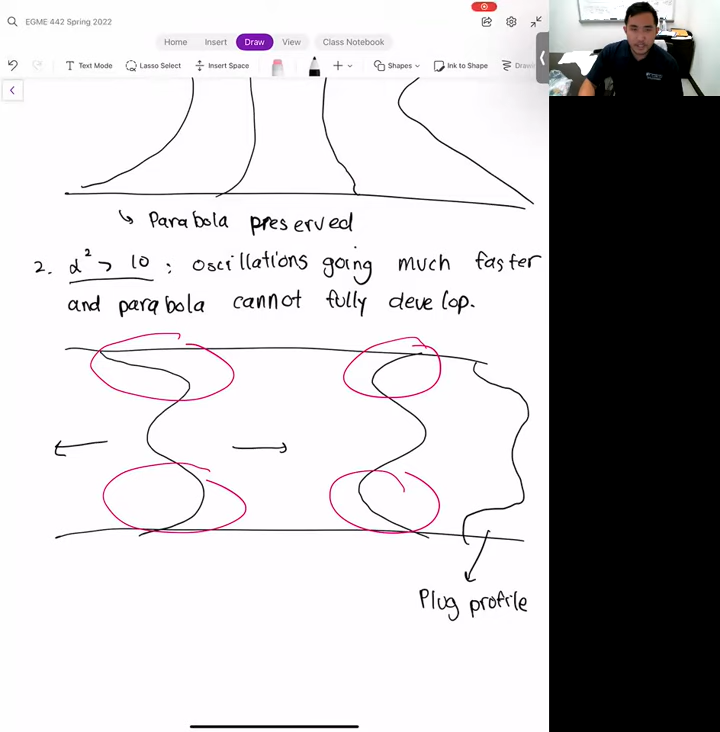 EGME 442 Spring 2022
Home Insert Draw View Class Notebook
Text Mode Lasso Select Insert Space Shapes Ink to Shape Drawi
↳ Parabola preserved
2. α² > 10 : oscillations going much faster
and parabola cannot fully develop.
Plug profile